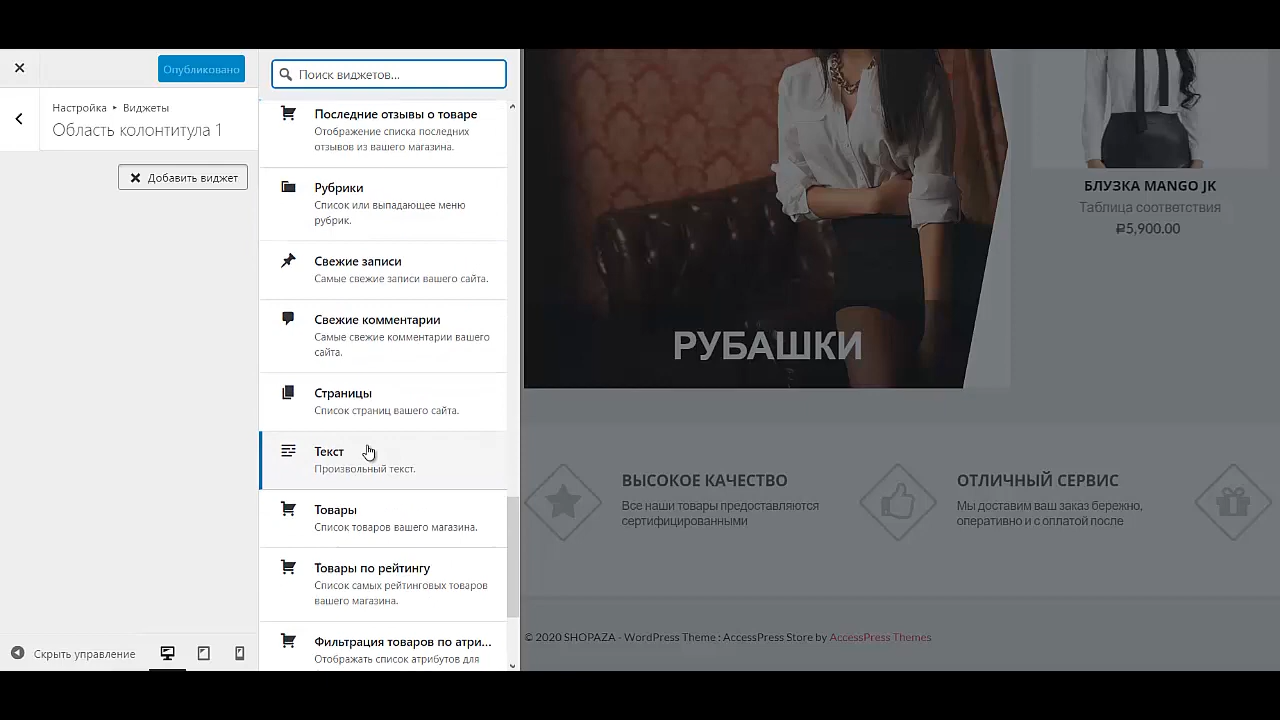 Опубликовано
Настройка ▸ Виджеты
Область колонтитула 1
Добавить виджет
Скрыть управление
Поиск виджетов...
Последние отзывы о товаре
Отображение списка последних
отзывов из вашего магазина.
Рубрики
Список или выпадающее меню
рубрик.
Свежие записи
Самые свежие записи вашего сайта.
Свежие комментарии
Самые свежие комментарии вашего
сайта.
Страницы
Список страниц вашего сайта.
Текст
Произвольный текст.
Товары
Список товаров вашего магазина.
Товары по рейтингу
Список самых рейтинговых товаров
вашего магазина.
Фильтрация товаров по атри...
Отображать список атрибутов для
РУБАШКИ
БЛУЗКА MANGO JK
Таблица соответствия
₽5,900.00
ВЫСОКОЕ КАЧЕСТВО
Все наши товары предоставляются
сертифицированными
ОТЛИЧНЫЙ СЕРВИС
Мы доставим ваш заказ бережно,
оперативно и с оплатой после
© 2020 SHOPAZA - WordPress Theme : AccessPress Store by AccessPress Themes